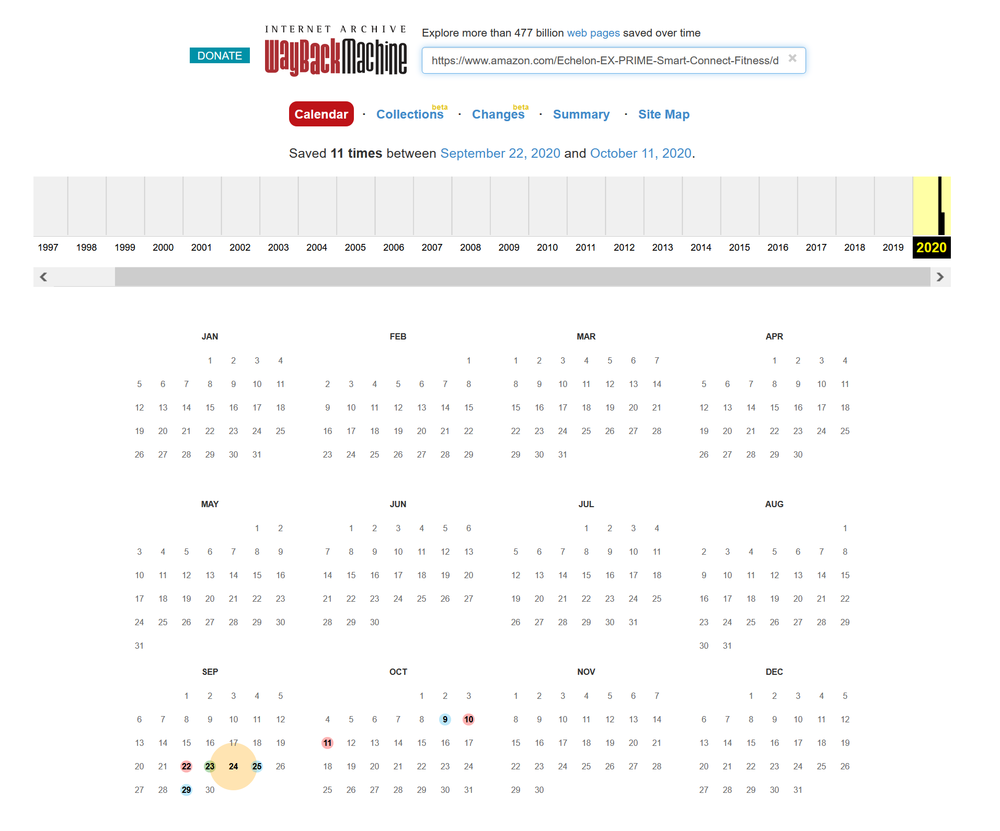 INTERNET ARCHIVE
WayBackMachine
DONATE
Explore more than 477 billion web pages saved over time
https://www.amazon.com/Echelon-EX-PRIME-Smart-Connect-Fitness/d
Calendar · Collections beta · Changes beta · Summary · Site Map
Saved 11 times between September 22, 2020 and October 11, 2020.
1997 1998 1999 2000 2001 2002 2003 2004 2005 2006 2007 2008 2009 2010 2011 2012 2013 2014 2015 2016 2017 2018 2019 2020
JAN
1 2 3 4
5 6 7 8 9 10 11
12 13 14 15 16 17 18
19 20 21 22 23 24 25
26 27 28 29 30 31
FEB
1
2 3 4 5 6 7 8
9 10 11 12 13 14 15
16 17 18 19 20 21 22
23 24 25 26 27 28 29
MAR
1 2 3 4 5 6 7
8 9 10 11 12 13 14
15 16 17 18 19 20 21
22 23 24 25 26 27 28
29 30 31
APR
1 2 3 4
5 6 7 8 9 10 11
12 13 14 15 16 17 18
19 20 21 22 23 24 25
26 27 28 29 30
MAY
1 2
3 4 5 6 7 8 9
10 11 12 13 14 15 16
17 18 19 20 21 22 23
24 25 26 27 28 29 30
31
JUN
1 2 3 4 5 6
7 8 9 10 11 12 13
14 15 16 17 18 19 20
21 22 23 24 25 26 27
28 29 30
JUL
1 2 3 4
5 6 7 8 9 10 11
12 13 14 15 16 17 18
19 20 21 22 23 24 25
26 27 28 29 30 31
AUG
1
2 3 4 5 6 7 8
9 10 11 12 13 14 15
16 17 18 19 20 21 22
23 24 25 26 27 28 29
30 31
SEP
1 2 3 4 5
6 7 8 9 10 11 12
13 14 15 16 17 18 19
20 21 22 23 24 25 26
27 28 29 30
OCT
1 2 3
4 5 6 7 8 9 10
11 12 13 14 15 16 17
18 19 20 21 22 23 24
25 26 27 28 29 30 31
NOV
1 2 3 4 5 6 7
8 9 10 11 12 13 14
15 16 17 18 19 20 21
22 23 24 25 26 27 28
29 30
DEC
1 2 3 4 5
6 7 8 9 10 11 12
13 14 15 16 17 18 19
20 21 22 23 24 25 26
27 28 29 30 31